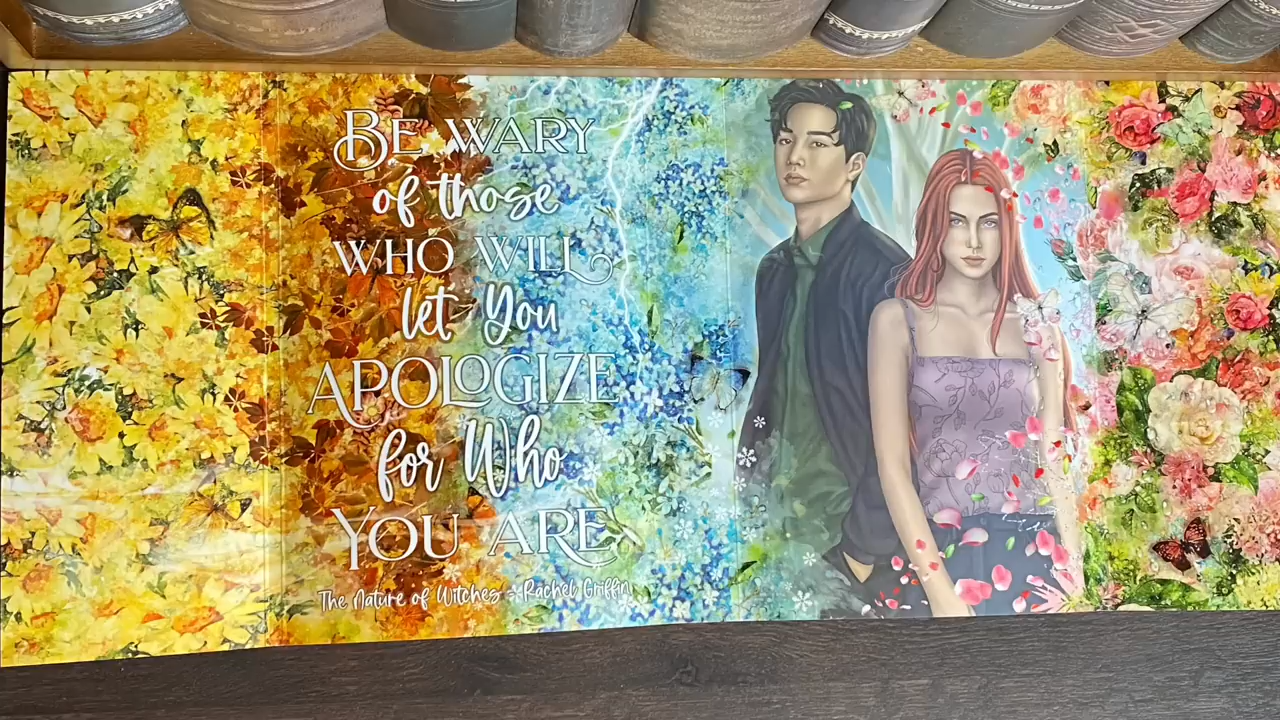 BE WARY
of those
WHO WILL
let You
APOLOGIZE
for Who
YOU ARE
The Nature of Witches - Rachel Griffin